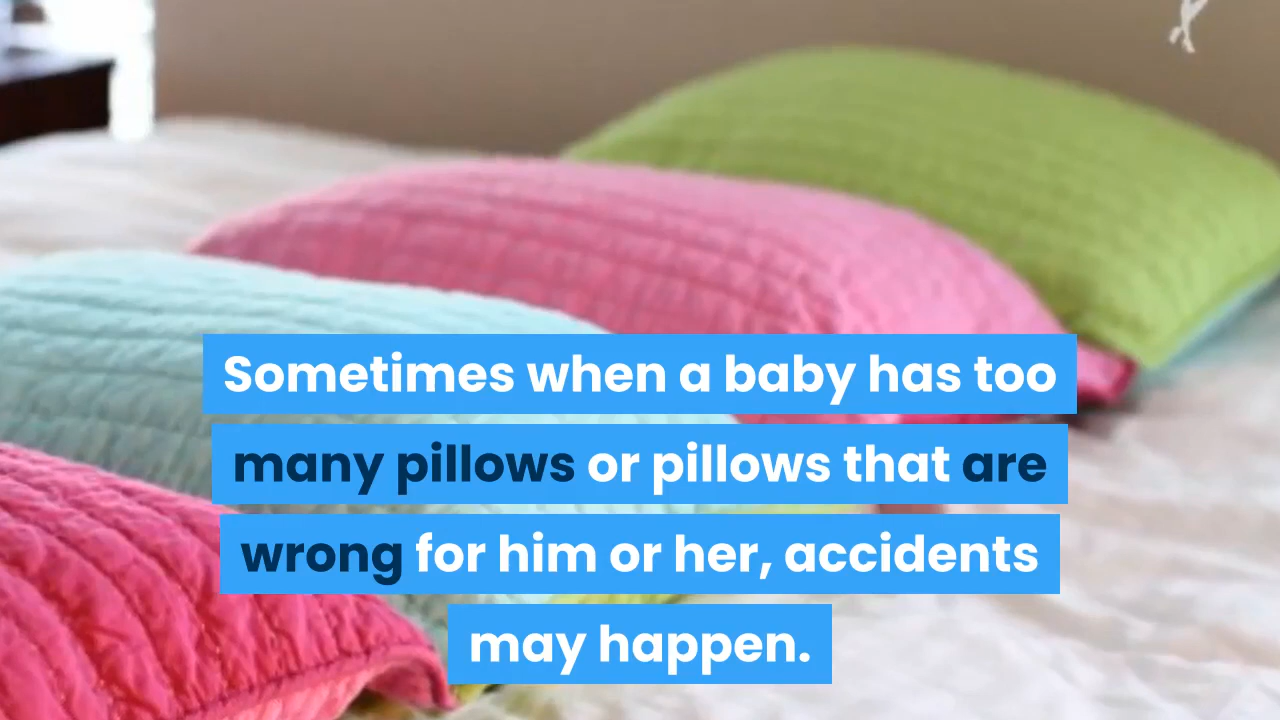 Sometimes when a baby has too
many pillows or pillows that are
wrong for him or her, accidents
may happen.